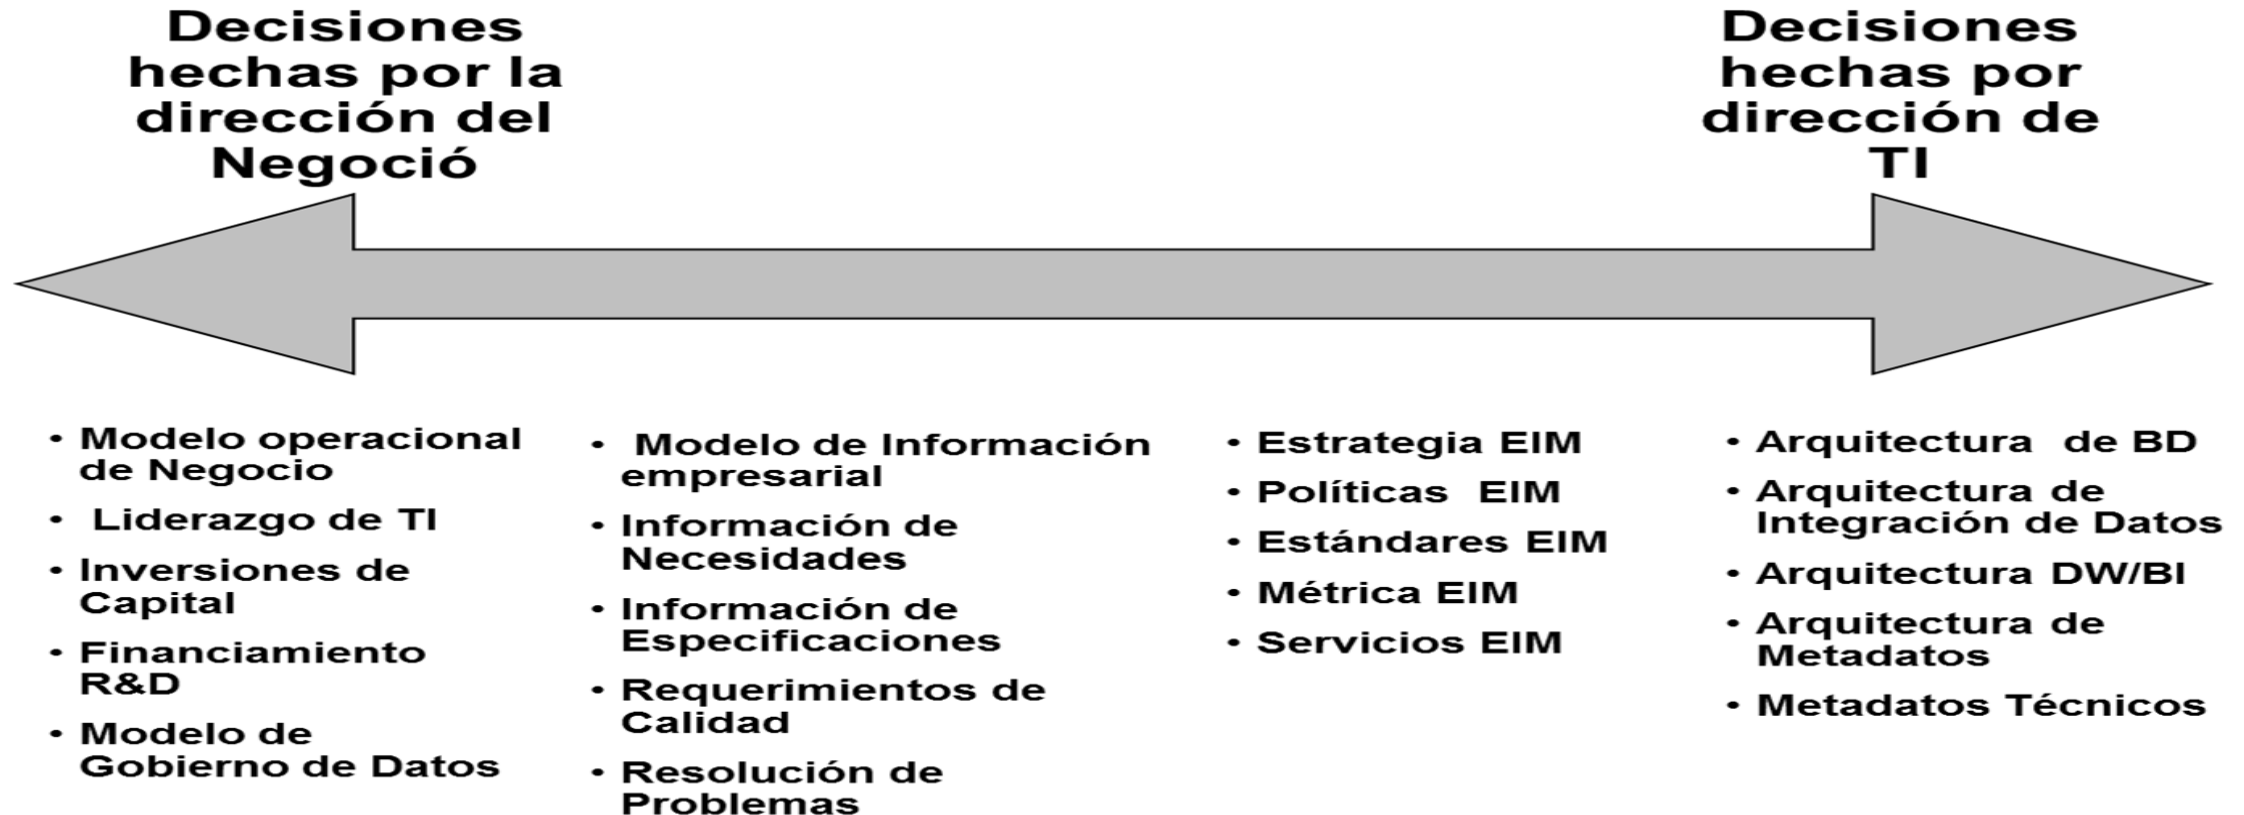 Decisiones
hechas por la
dirección del
Negoció
Decisiones
hechas por
dirección de
TI
• Modelo operacional
de Negocio
• Liderazgo de TI
• Inversiones de
Capital
• Financiamiento
R&D
• Modelo de
Gobierno de Datos
• Modelo de Información
empresarial
• Información de
Necesidades
• Información de
Especificaciones
• Requerimientos de
Calidad
• Resolución de
Problemas
• Estrategia EIM
• Políticas EIM
• Estándares EIM
• Métrica EIM
• Servicios EIM
• Arquitectura de BD
• Arquitectura de
Integración de Datos
• Arquitectura DW/BI
• Arquitectura de
Metadatos
• Metadatos Técnicos